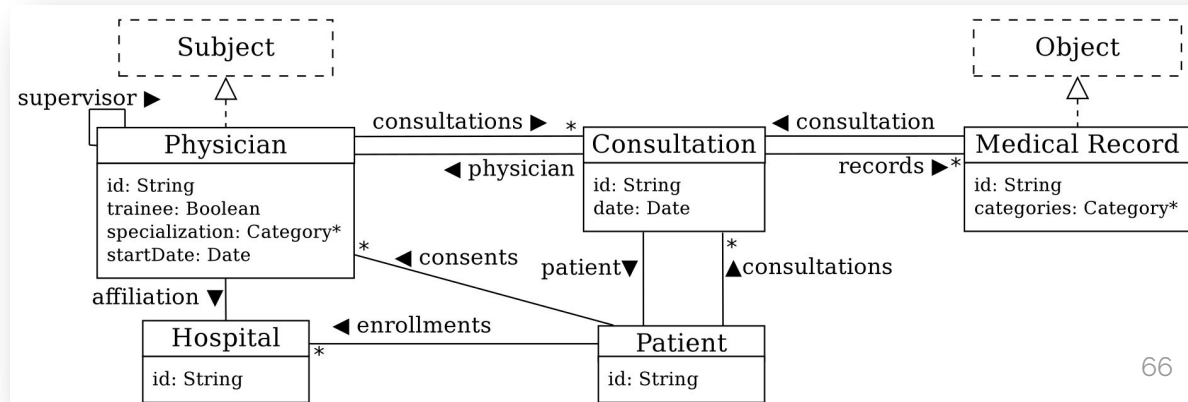 Subject
Object
supervisor ▶
consultations ▶ *
◀ consultation
Physician
Consultation
Medical Record
◀ physician
records ▶*
id: String
trainee: Boolean
specialization: Category*
startDate: Date
id: String
date: Date
id: String
categories: Category*
* ◀ consents
patient▼
*
▲consultations
affiliation ▼
◀ enrollments
*
Hospital
Patient
id: String
id: String
66